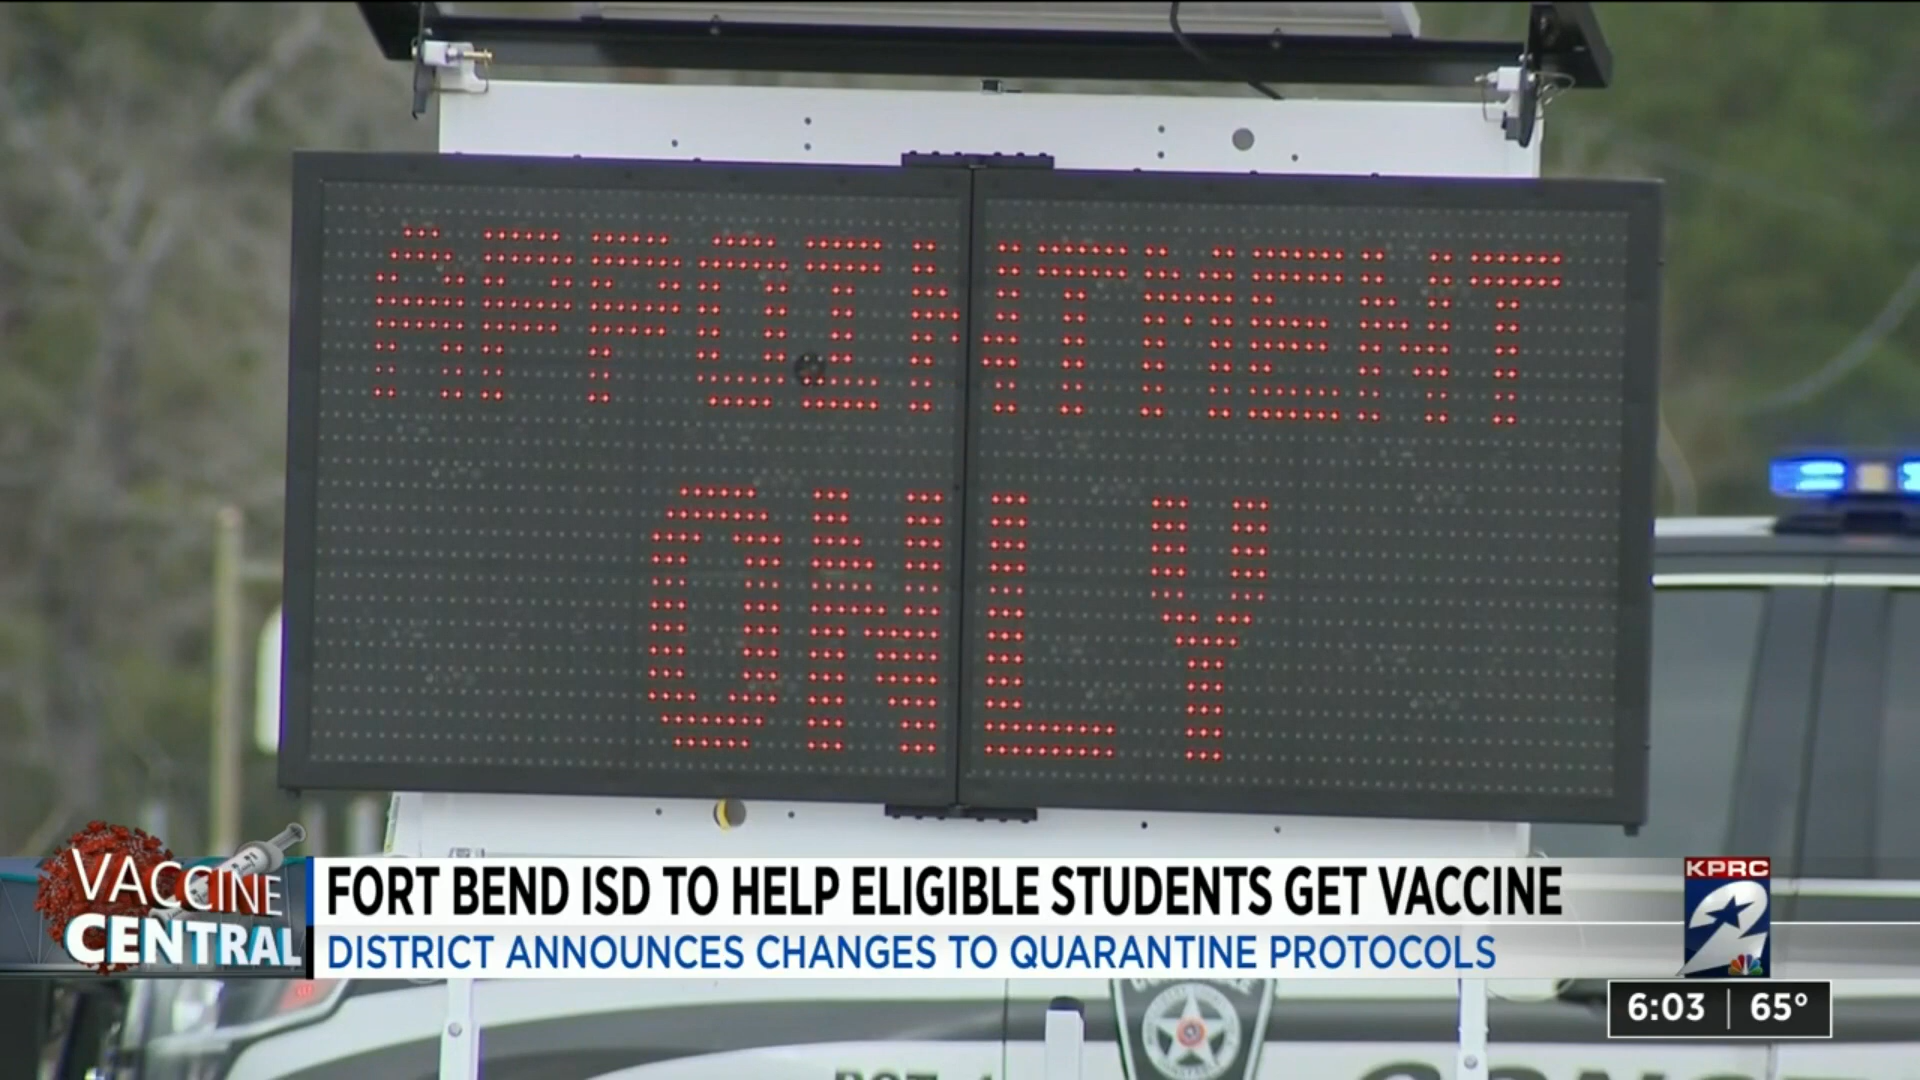 APPOINTMENT
ONLY
VACCINE
CENTRAL
FORT BEND ISD TO HELP ELIGIBLE STUDENTS GET VACCINE
DISTRICT ANNOUNCES CHANGES TO QUARANTINE PROTOCOLS
KPRC
2
6:03 | 65°